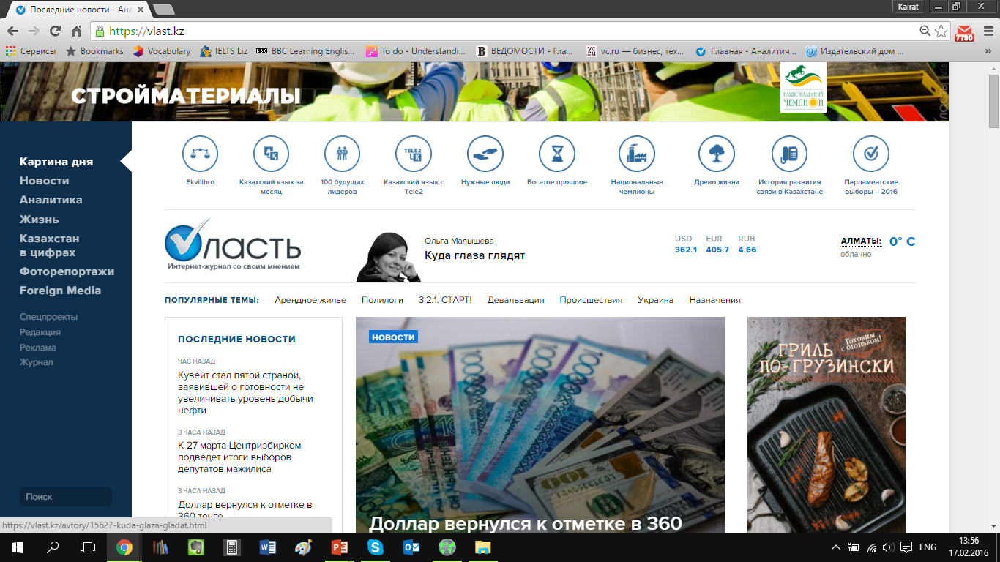 Последние новости - Ана
Kairat
https://vlast.kz
7790
Сервисы
Bookmarks
Vocabulary
IELTS Liz
BBC
BBC Learning Englis...
To do - Understandi...
В
ВЕДОМОСТИ - Гла...
vc.ru — бизнес, тех...
Главная - Аналитич...
Издательский дом ...
»
СТРОЙМАТЕРИАЛЫ
НАЦИОНАЛЬНЫЙ
ЧЕМПИОН
Картина дня
Новости
Аналитика
Жизнь
Казахстан
в цифрах
Фоторепортажи
Foreign Media
Спецпроекты
Редакция
Реклама
Журнал
Поиск
Ekvilibro
Казахский язык за
месяц
100 будущих
лидеров
TELE2
Казахский язык с
Tele2
Нужные люди
Богатое прошлое
Национальные
чемпионы
Древо жизни
История развития
связи в Казахстане
Парламентские
выборы – 2016
Власть
Интернет-журнал со своим мнением
Ольга Малышева
Куда глаза глядят
USD EUR RUB
362.1 405.7 4.66
АЛМАТЫ: 0° C
облачно
ПОПУЛЯРНЫЕ ТЕМЫ: Арендное жилье Полилоги 3.2.1. СТАРТ! Девальвация Происшествия Украина Назначения
ПОСЛЕДНИЕ НОВОСТИ
ЧАС НАЗАД
Кувейт стал пятой страной,
заявившей о готовности не
увеличивать уровень добычи
нефти
3 ЧАСА НАЗАД
К 27 марта Центризбирком
подведет итоги выборов
депутатов мажилиса
3 ЧАСА НАЗАД
Доллар вернулся к отметке в
360 тенге
НОВОСТИ
Доллар вернулся к отметке в 360
Готовим
с огоньком!
ГРИЛЬ
ПО-ГРУЗИНСКИ
https://vlast.kz/avtory/15627-kuda-glaza-gladat.html
ENG
13:56
17.02.2016